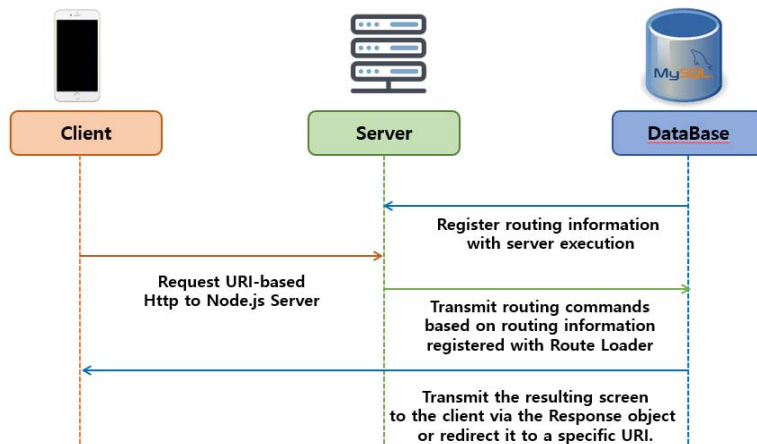 MySQL
Client
Server
DataBase
Register routing information
with server execution
Request URI-based
Http to Node.js Server
Transmit routing commands
based on routing information
registered with Route Loader
Transmit the resulting screen
to the client via the Response object
or redirect it to a specific URI.